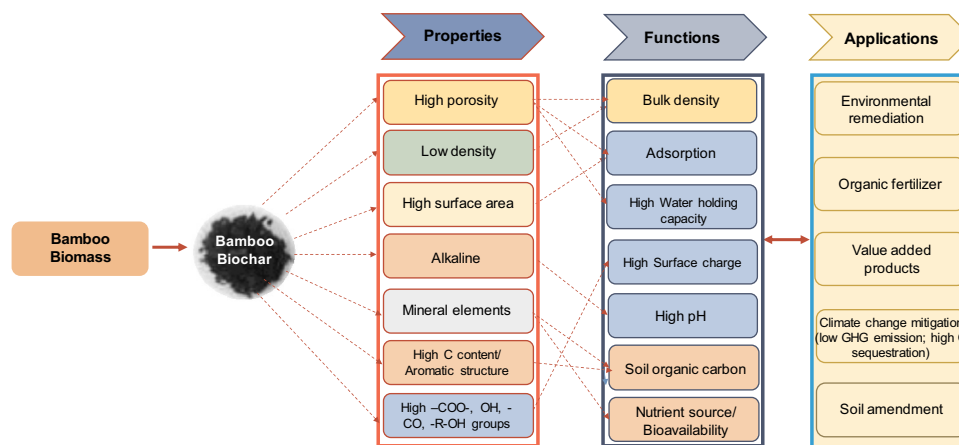 Properties
Functions
Applications
Bamboo
Biomass
Bamboo
Biochar
High porosity
Low density
High surface area
Alkaline
Mineral elements
High C content/
Aromatic structure
High –COO-, OH, -
CO, -R-OH groups
Bulk density
Adsorption
High Water holding
capacity
High Surface charge
High pH
Soil organic carbon
Nutrient source/
Bioavailability
Environmental
remediation
Organic fertilizer
Value added
products
Climate change mitigation
(low GHG emission; high
sequestration)
Soil amendment